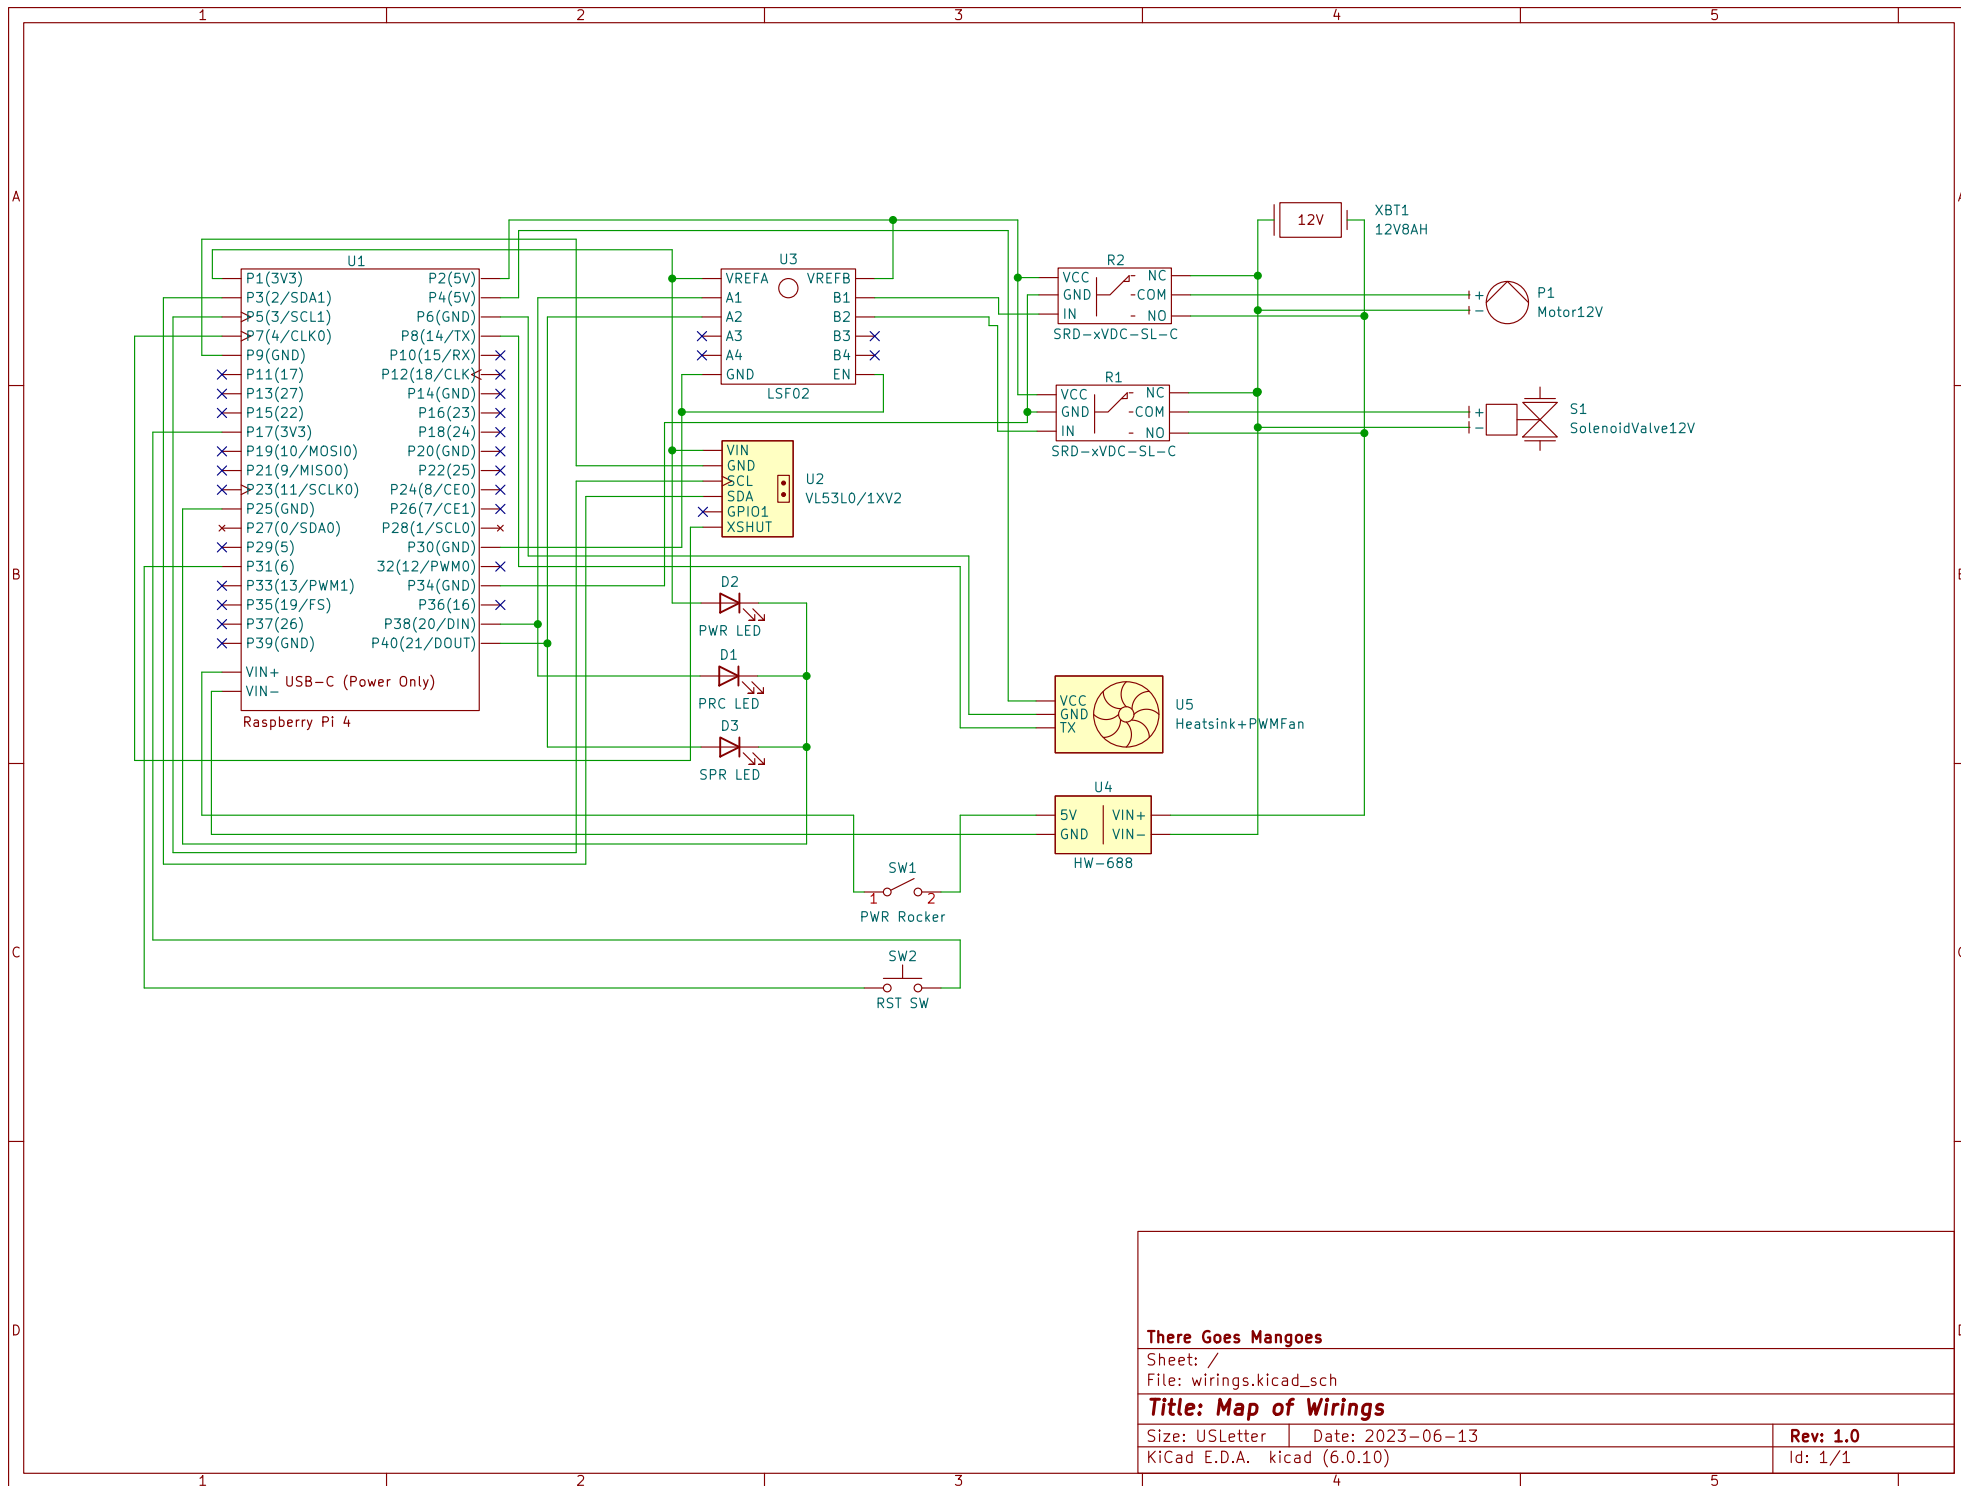 1 2 3 4 5
A
B
C
D
U1
P1(3V3) P2(5V)
P3(2/SDA1) P4(5V)
P5(3/SCL1) P6(GND)
P7(4/CLK0) P8(14/TX)
P9(GND) P10(15/RX)
P11(17) P12(18/CLK)
P13(27) P14(GND)
P15(22) P16(23)
P17(3V3) P18(24)
P19(10/MOSI0) P20(GND)
P21(9/MISO0) P22(25)
P23(11/SCLK0) P24(8/CE0)
P25(GND) P26(7/CE1)
P27(0/SDA0) P28(1/SCL0)
P29(5) P30(GND)
P31(6) 32(12/PWM0)
P33(13/PWM1) P34(GND)
P35(19/FS) P36(16)
P37(26) P38(20/DIN)
P39(GND) P40(21/DOUT)
VIN+
USB-C (Power Only)
VIN-
Raspberry Pi 4
U3
VREFA VREFB
A1 B1
A2 B2
A3 B3
A4 B4
GND EN
LSF02
VIN
GND
SCL
SDA
GPIO1
XSHUT
U2
VL53L0/1XV2
D2
PWR LED
D1
PRC LED
D3
SPR LED
R2
VCC - NC
GND -COM
IN - NO
SRD-xVDC-SL-C
R1
VCC - NC
GND -COM
IN - NO
SRD-xVDC-SL-C
12V
XBT1
12V8AH
+
-
P1
Motor12V
+
-
S1
SolenoidValve12V
VCC
GND
TX
U5
Heatsink+PWMFan
U4
5V VIN+
GND VIN-
HW-688
SW1
1 2
PWR Rocker
SW2
RST SW
There Goes Mangoes
Sheet: /
File: wirings.kicad_sch
Title: Map of Wirings
Size: USLetter Date: 2023-06-13 Rev: 1.0
KiCad E.D.A. kicad (6.0.10) Id: 1/1
1 2 3 4 5